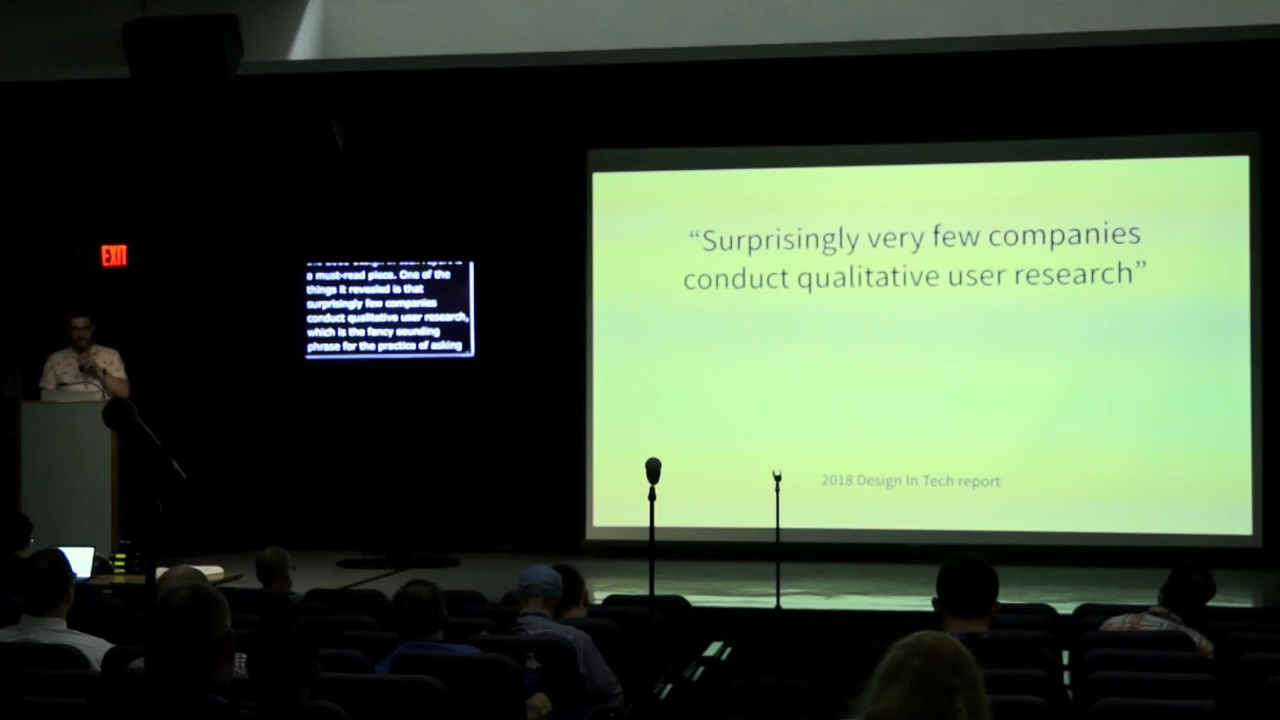 EXIT
a must-read piece. One of the
things it revealed is that
surprisingly few companies
conduct qualitative user research,
which is the fancy sounding
phrase for the practice of asking
“Surprisingly very few companies
conduct qualitative user research”
2018 Design In Tech report